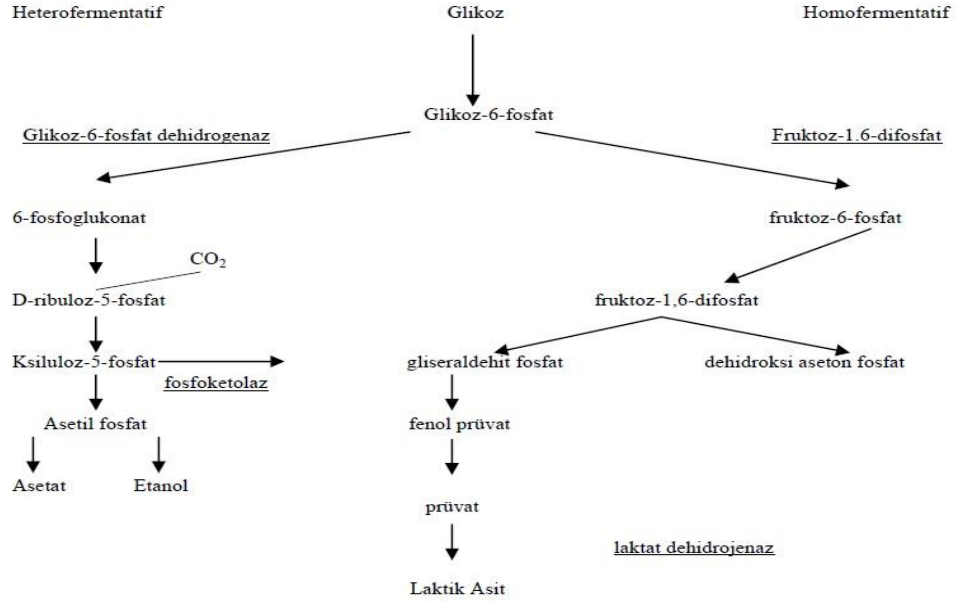 Heterofermentatif Glikoz Homofermentatif
Glikoz-6-fosfat
Glikoz-6-fosfat dehidrogenaz Fruktoz-1.6-difosfat
6-fosfoglukonat fruktoz-6-fosfat
CO₂
D-ribuloz-5-fosfat fruktoz-1,6-difosfat
Ksiluloz-5-fosfat gliseraldehit fosfat dehidroksi aseton fosfat
fosfoketolaz
Asetil fosfat fenol prüvat
Asetat Etanol
prüvat
laktat dehidrojenaz
Laktik Asit